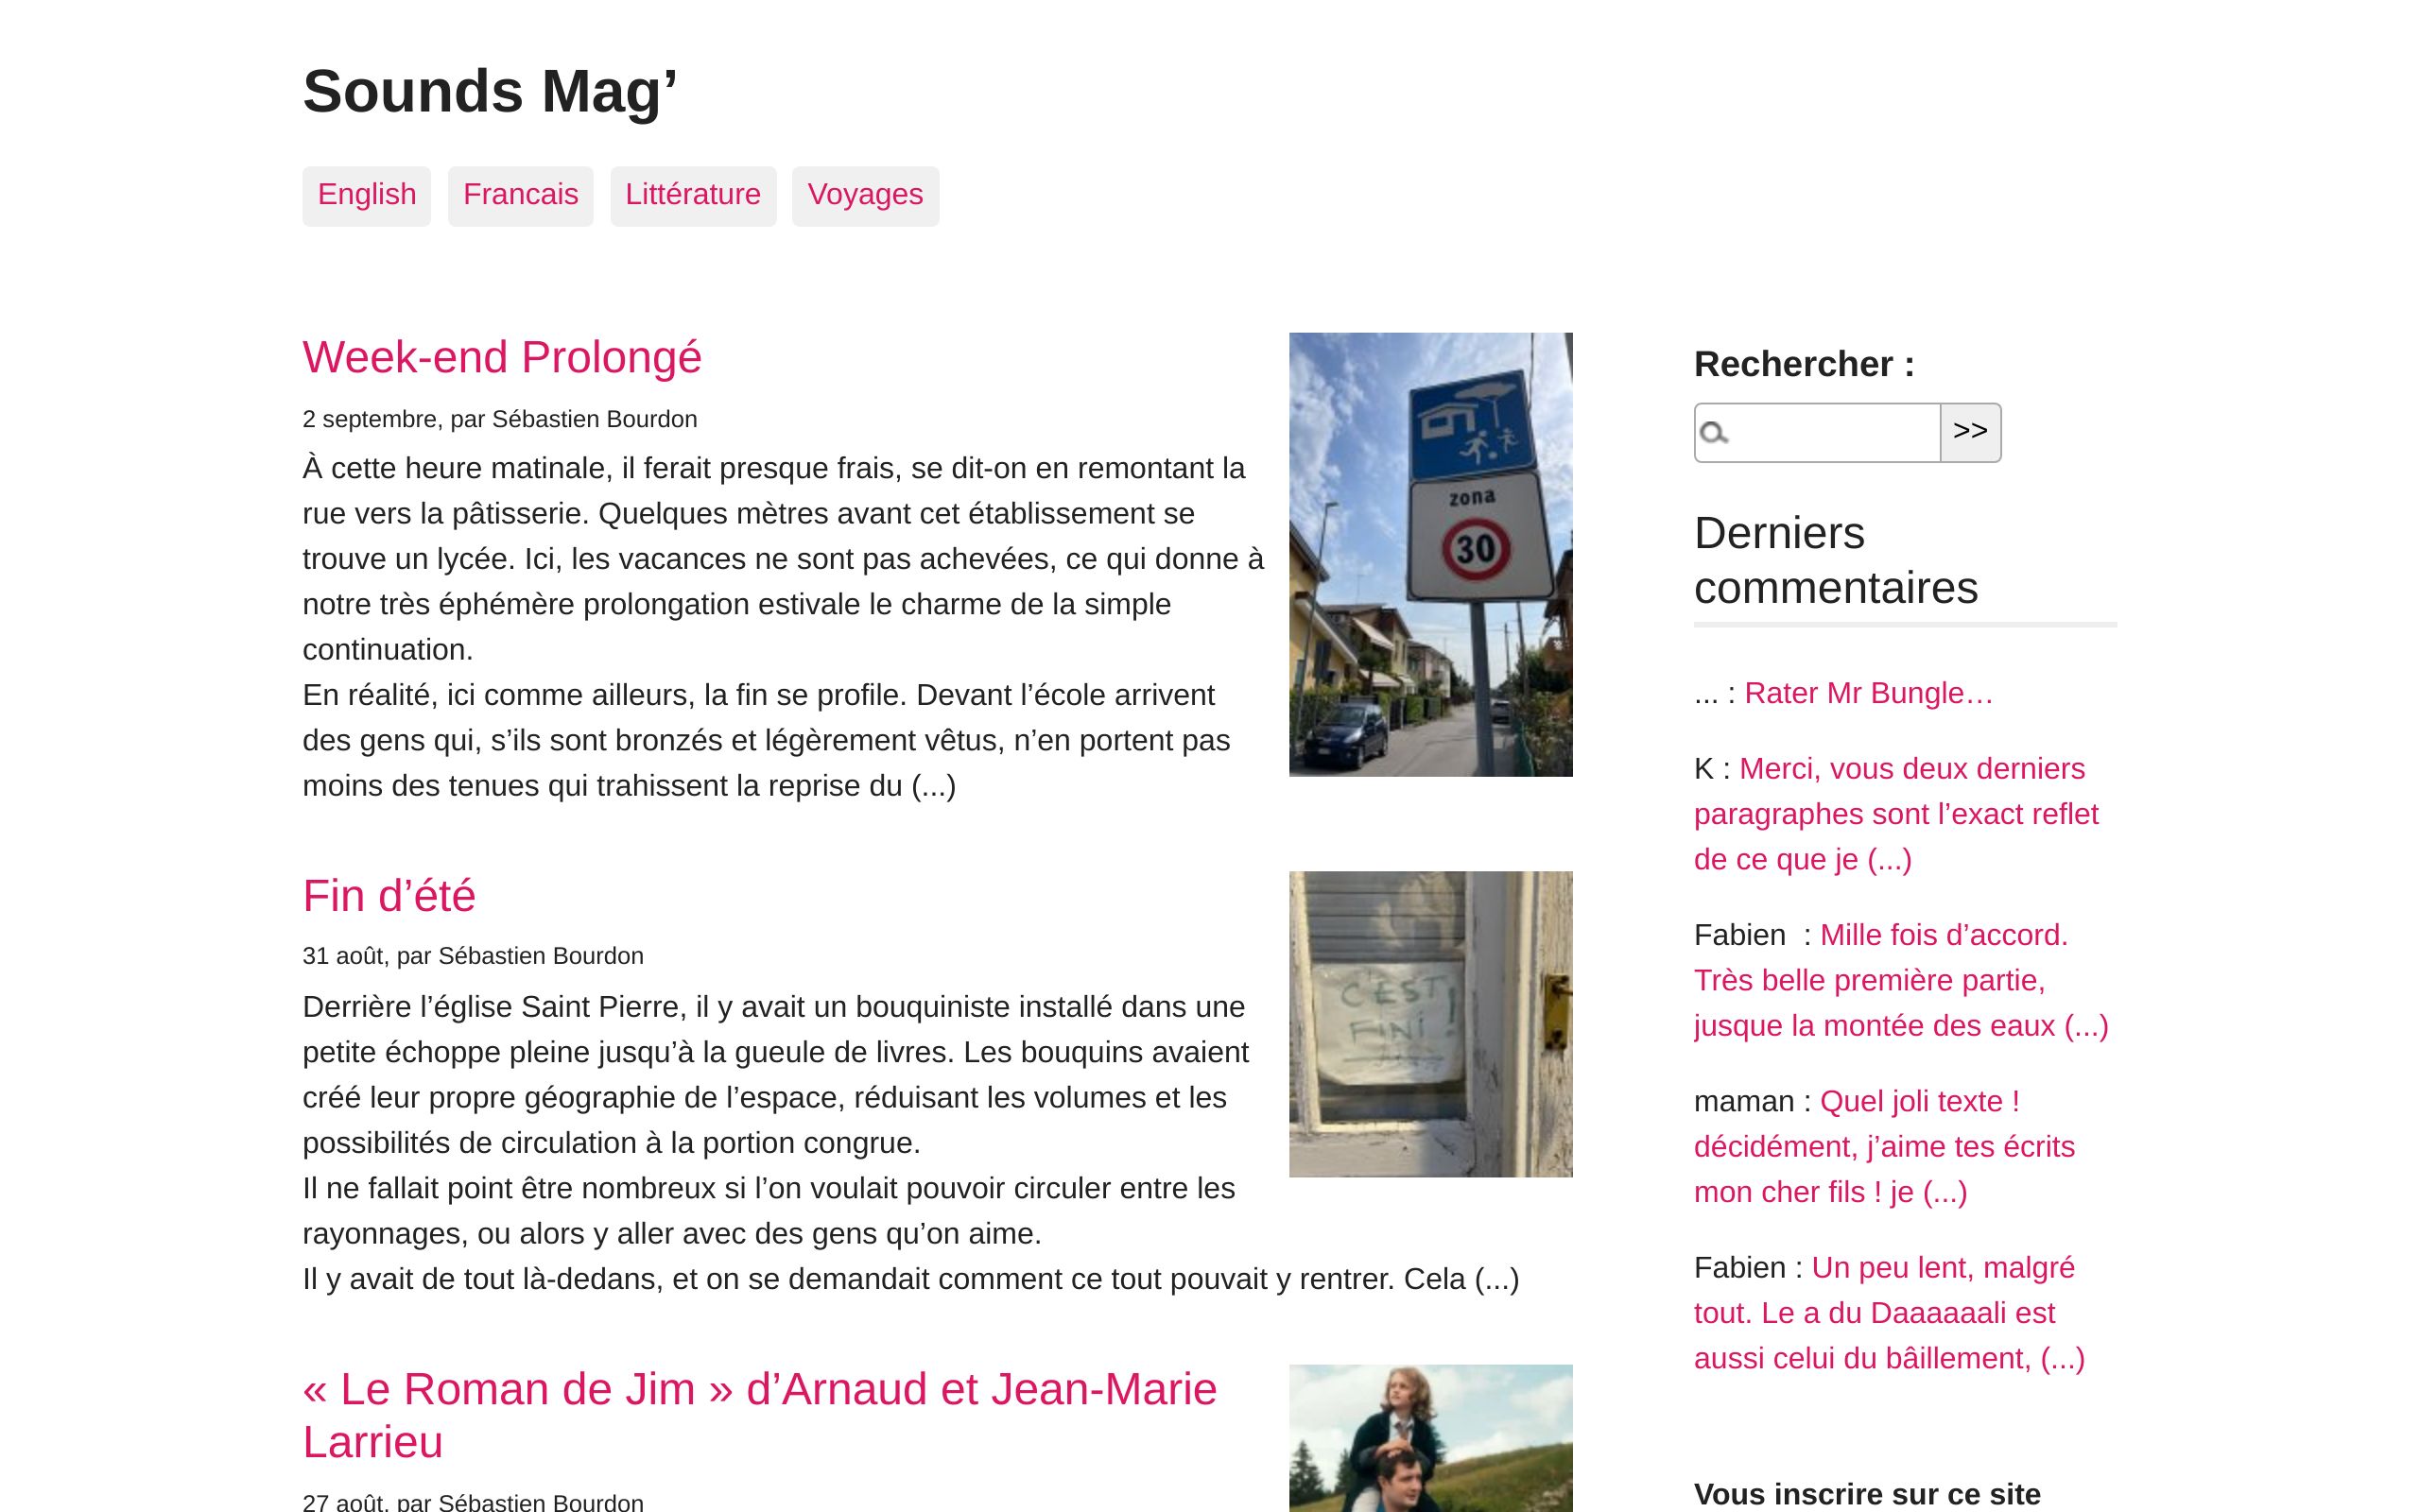 Sounds Mag’
English
Francais
Littérature
Voyages
Week-end Prolongé
2 septembre, par Sébastien Bourdon
À cette heure matinale, il ferait presque frais, se dit-on en remontant la
rue vers la pâtisserie. Quelques mètres avant cet établissement se
trouve un lycée. Ici, les vacances ne sont pas achevées, ce qui donne à
notre très éphémère prolongation estivale le charme de la simple
continuation.
En réalité, ici comme ailleurs, la fin se profile. Devant l’école arrivent
des gens qui, s’ils sont bronzés et légèrement vêtus, n’en portent pas
moins des tenues qui trahissent la reprise du (...)
zona
30
Fin d’été
31 août, par Sébastien Bourdon
Derrière l’église Saint Pierre, il y avait un bouquiniste installé dans une
petite échoppe pleine jusqu’à la gueule de livres. Les bouquins avaient
créé leur propre géographie de l’espace, réduisant les volumes et les
possibilités de circulation à la portion congrue.
Il ne fallait point être nombreux si l’on voulait pouvoir circuler entre les
rayonnages, ou alors y aller avec des gens qu’on aime.
Il y avait de tout là-dedans, et on se demandait comment ce tout pouvait y rentrer. Cela (...)
C'EST
FINI !
« Le Roman de Jim » d’Arnaud et Jean-Marie
Larrieu
27 août, par Sébastien Bourdon
Rechercher :
>>
Derniers
commentaires
... : Rater Mr Bungle…
K : Merci, vous deux derniers
paragraphes sont l’exact reflet
de ce que je (...)
Fabien  : Mille fois d’accord.
Très belle première partie,
jusque la montée des eaux (...)
maman : Quel joli texte !
décidément, j’aime tes écrits
mon cher fils ! je (...)
Fabien : Un peu lent, malgré
tout. Le a du Daaaaaali est
aussi celui du bâillement, (...)
Vous inscrire sur ce site